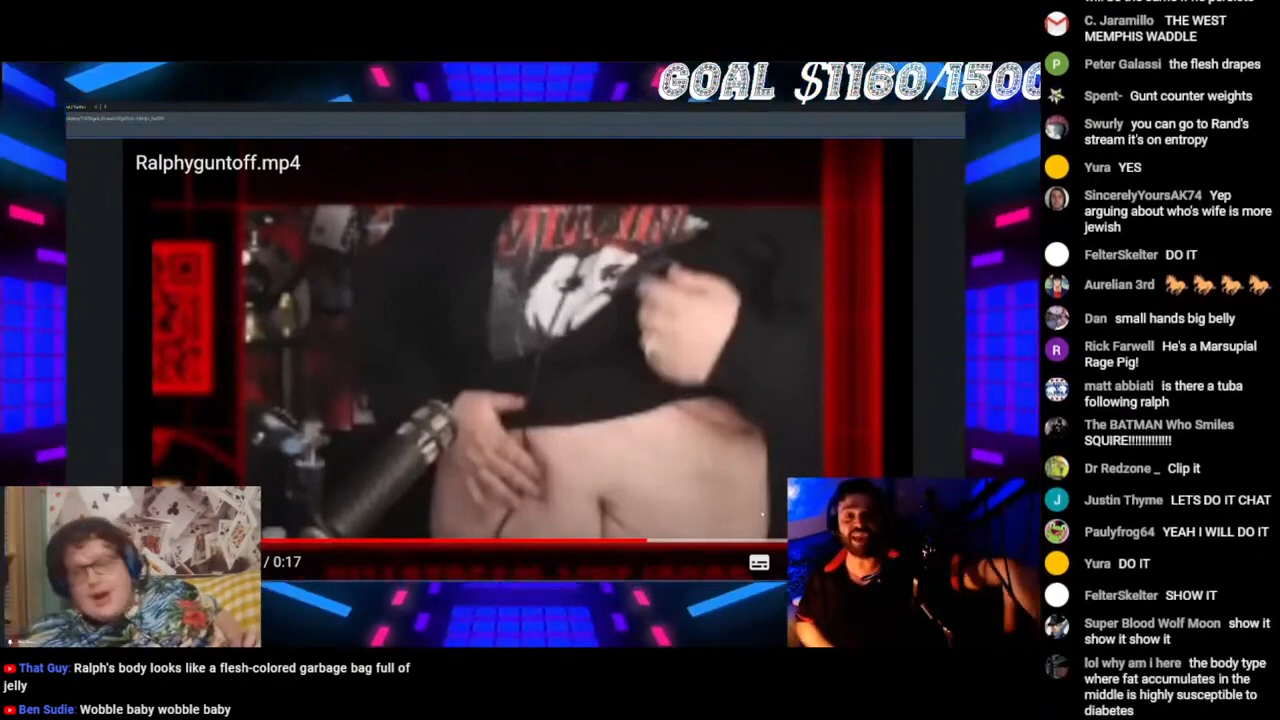 C. Jaramillo THE WEST
MEMPHIS WADDLE
Peter Galassi the flesh drapes
Spent- Gunt counter weights
Swurly you can go to Rand's
stream it's on entropy
Yura YES
SincerelyYoursAK74 Yep
arguing about who's wife is more
jewish
FelterSkelter DO IT
Aurelian 3rd 🐎 🐎 🐎 🐎
Dan small hands big belly
Rick Farwell He's a Marsupial
Rage Pig!
matt abbiati is there a tuba
following ralph
The BATMAN Who Smiles
SQUIRE!!!!!!!!!!!!!
Dr Redzone _ Clip it
Justin Thyme LETS DO IT CHAT
Paulyfrog64 YEAH I WILL DO IT
Yura DO IT
FelterSkelter SHOW IT
Super Blood Wolf Moon show it
show it show it
lol why am i here the body type
where fat accumulates in the
middle is highly susceptible to
diabetes
GOAL $1160/1500
Ralphyguntoff.mp4
/ 0:17
That Guy: Ralph's body looks like a flesh-colored garbage bag full of
jelly
Ben Sudie: Wobble baby wobble baby